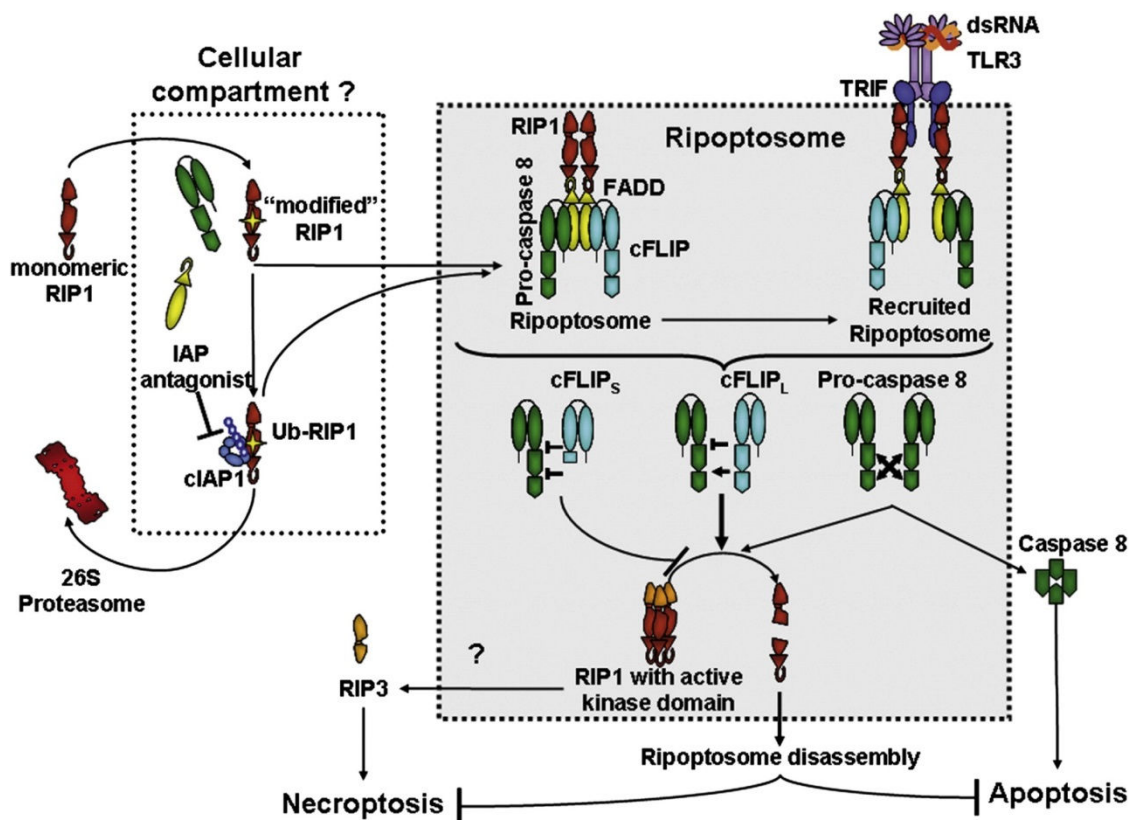 dsRNA
TLR3
TRIF
Cellular
compartment ?
Ripoptosome
RIP1
Pro-caspase 8
FADD
cFLIP
"modified"
RIP1
monomeric
RIP1
Ripoptosome
Recruited
Ripoptosome
IAP
antagonist
Ub-RIP1
cIAP1
cFLIPS
cFLIPL
Pro-caspase 8
Caspase 8
26S
Proteasome
?
RIP3
RIP1 with active
kinase domain
Ripoptosome disassembly
Necroptosis
Apoptosis